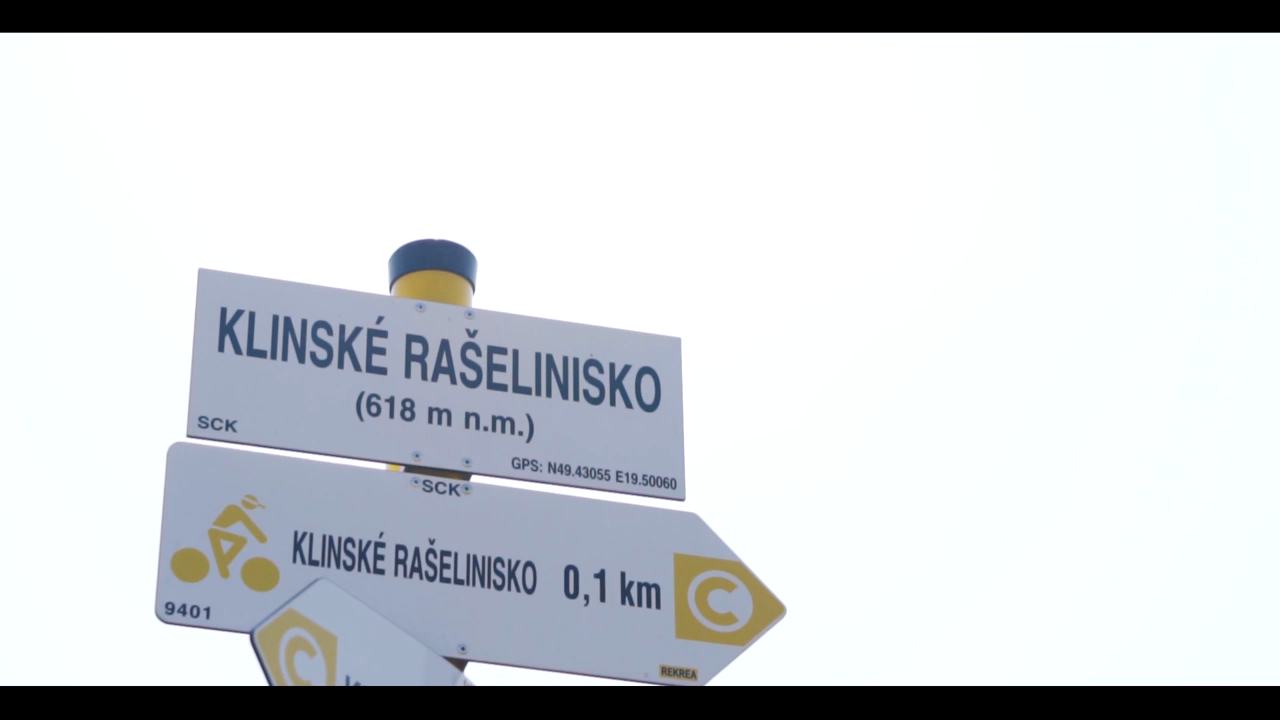 KLINSKÉ RAŠELINISKO
(618 m n.m.)
SCK
GPS: N49.43055 E19.50060
SCK
KLINSKÉ RAŠELINISKO 0,1 km
C
9401
REKREA
C